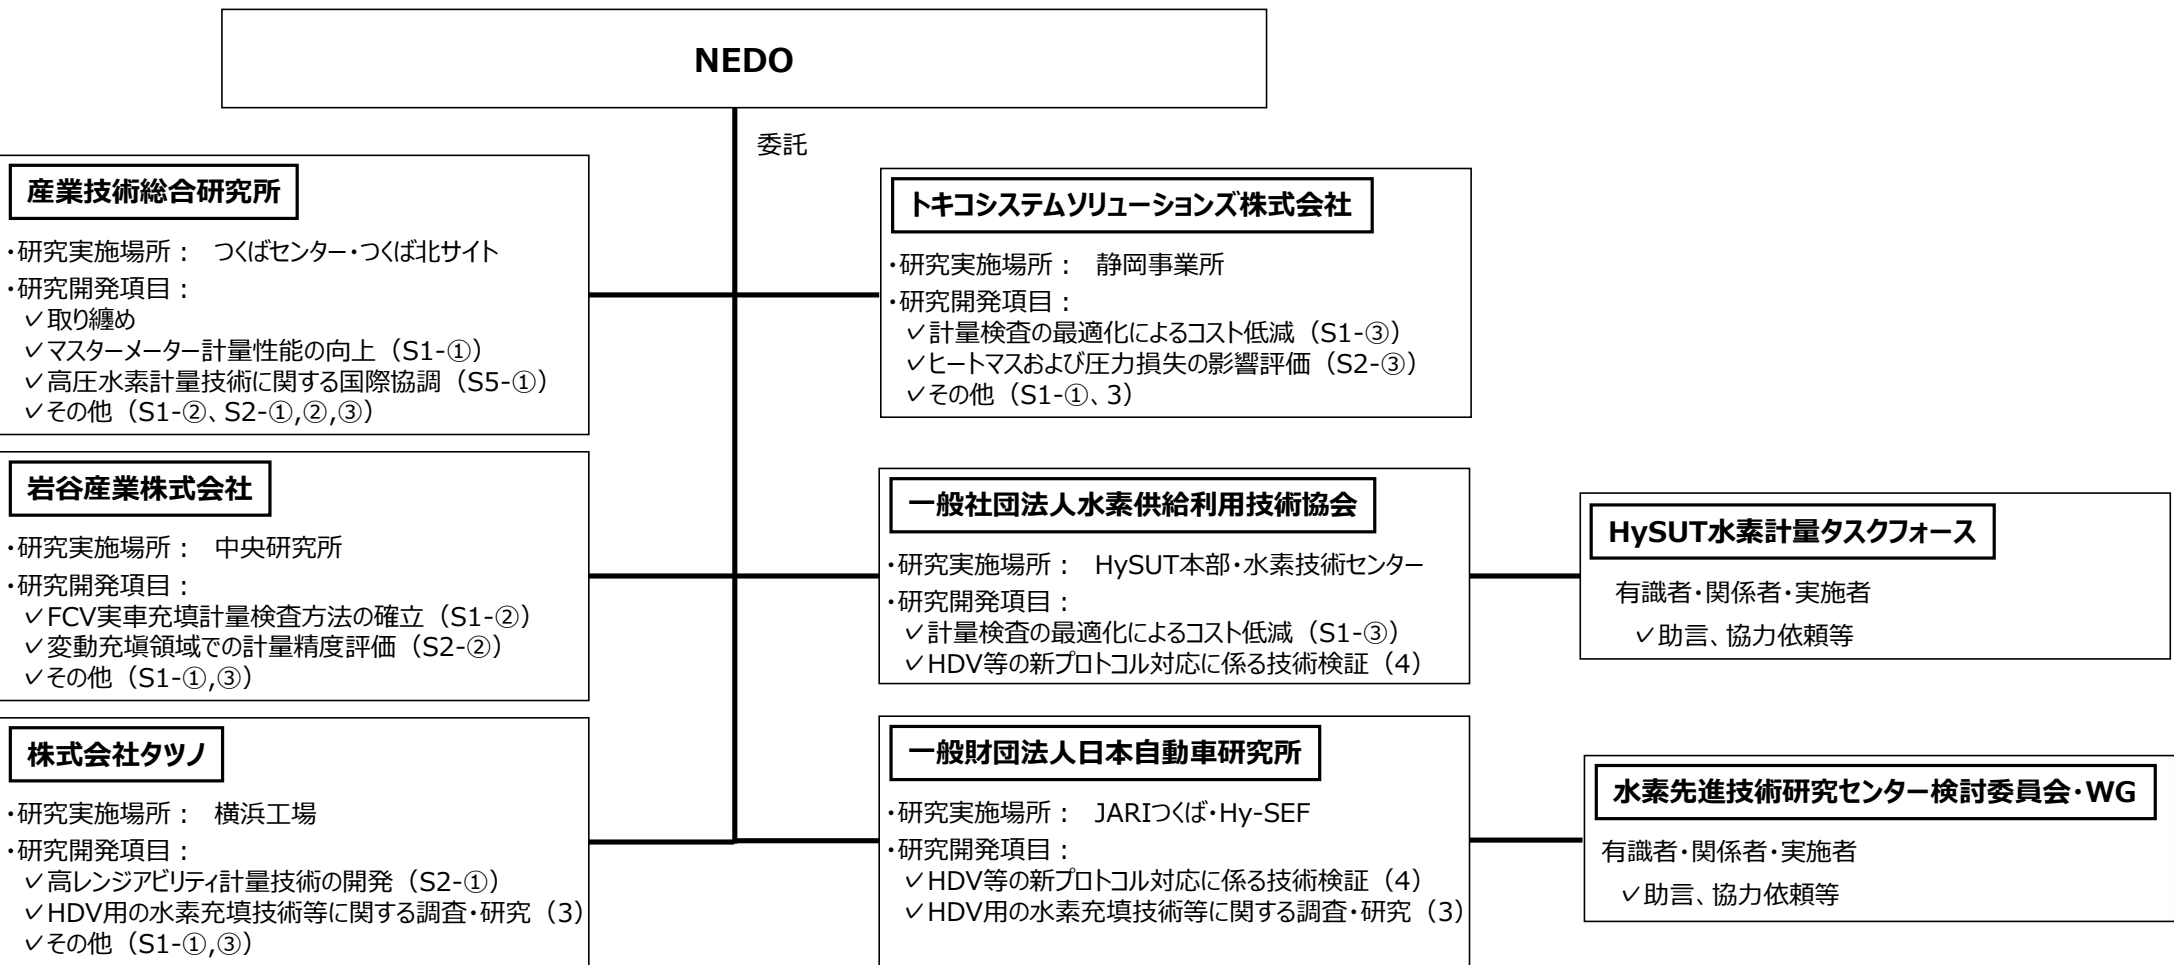 NEDO
委託
産業技術総合研究所
・研究実施場所： つくばセンター・つくば北サイト
・研究開発項目：
✓取り纏め
✓マスターメーター計量性能の向上（S1-①）
✓高圧水素計量技術に関する国際協調（S5-①）
✓その他（S1-②、S2-①,②,③）
トキコシステムソリューションズ株式会社
・研究実施場所： 静岡事業所
・研究開発項目：
✓計量検査の最適化によるコスト低減（S1-③）
✓ヒートマスおよび圧力損失の影響評価（S2-③）
✓その他（S1-①、3）
岩谷産業株式会社
・研究実施場所： 中央研究所
・研究開発項目：
✓FCV実車充填計量検査方法の確立（S1-②）
✓変動充塡領域での計量精度評価（S2-②）
✓その他（S1-①,③）
一般社団法人水素供給利用技術協会
・研究実施場所： HySUT本部・水素技術センター
・研究開発項目：
✓計量検査の最適化によるコスト低減（S1-③）
✓HDV等の新プロトコル対応に係る技術検証（4）
HySUT水素計量タスクフォース
有識者・関係者・実施者
✓助言、協力依頼等
株式会社タツノ
・研究実施場所： 横浜工場
・研究開発項目：
✓高レンジアビリティ計量技術の開発（S2-①）
✓HDV用の水素充填技術等に関する調査・研究（3）
✓その他（S1-①,③）
一般財団法人日本自動車研究所
・研究実施場所： JARIつくば・Hy-SEF
・研究開発項目：
✓HDV等の新プロトコル対応に係る技術検証（4）
✓HDV用の水素充填技術等に関する調査・研究（3）
水素先進技術研究センター検討委員会・WG
有識者・関係者・実施者
✓助言、協力依頼等